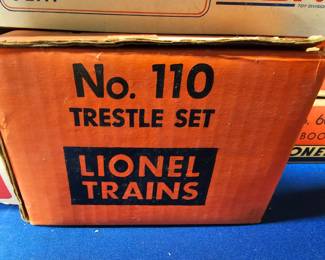 No. 110
TRESTLE SET
LIONEL
TRAINS